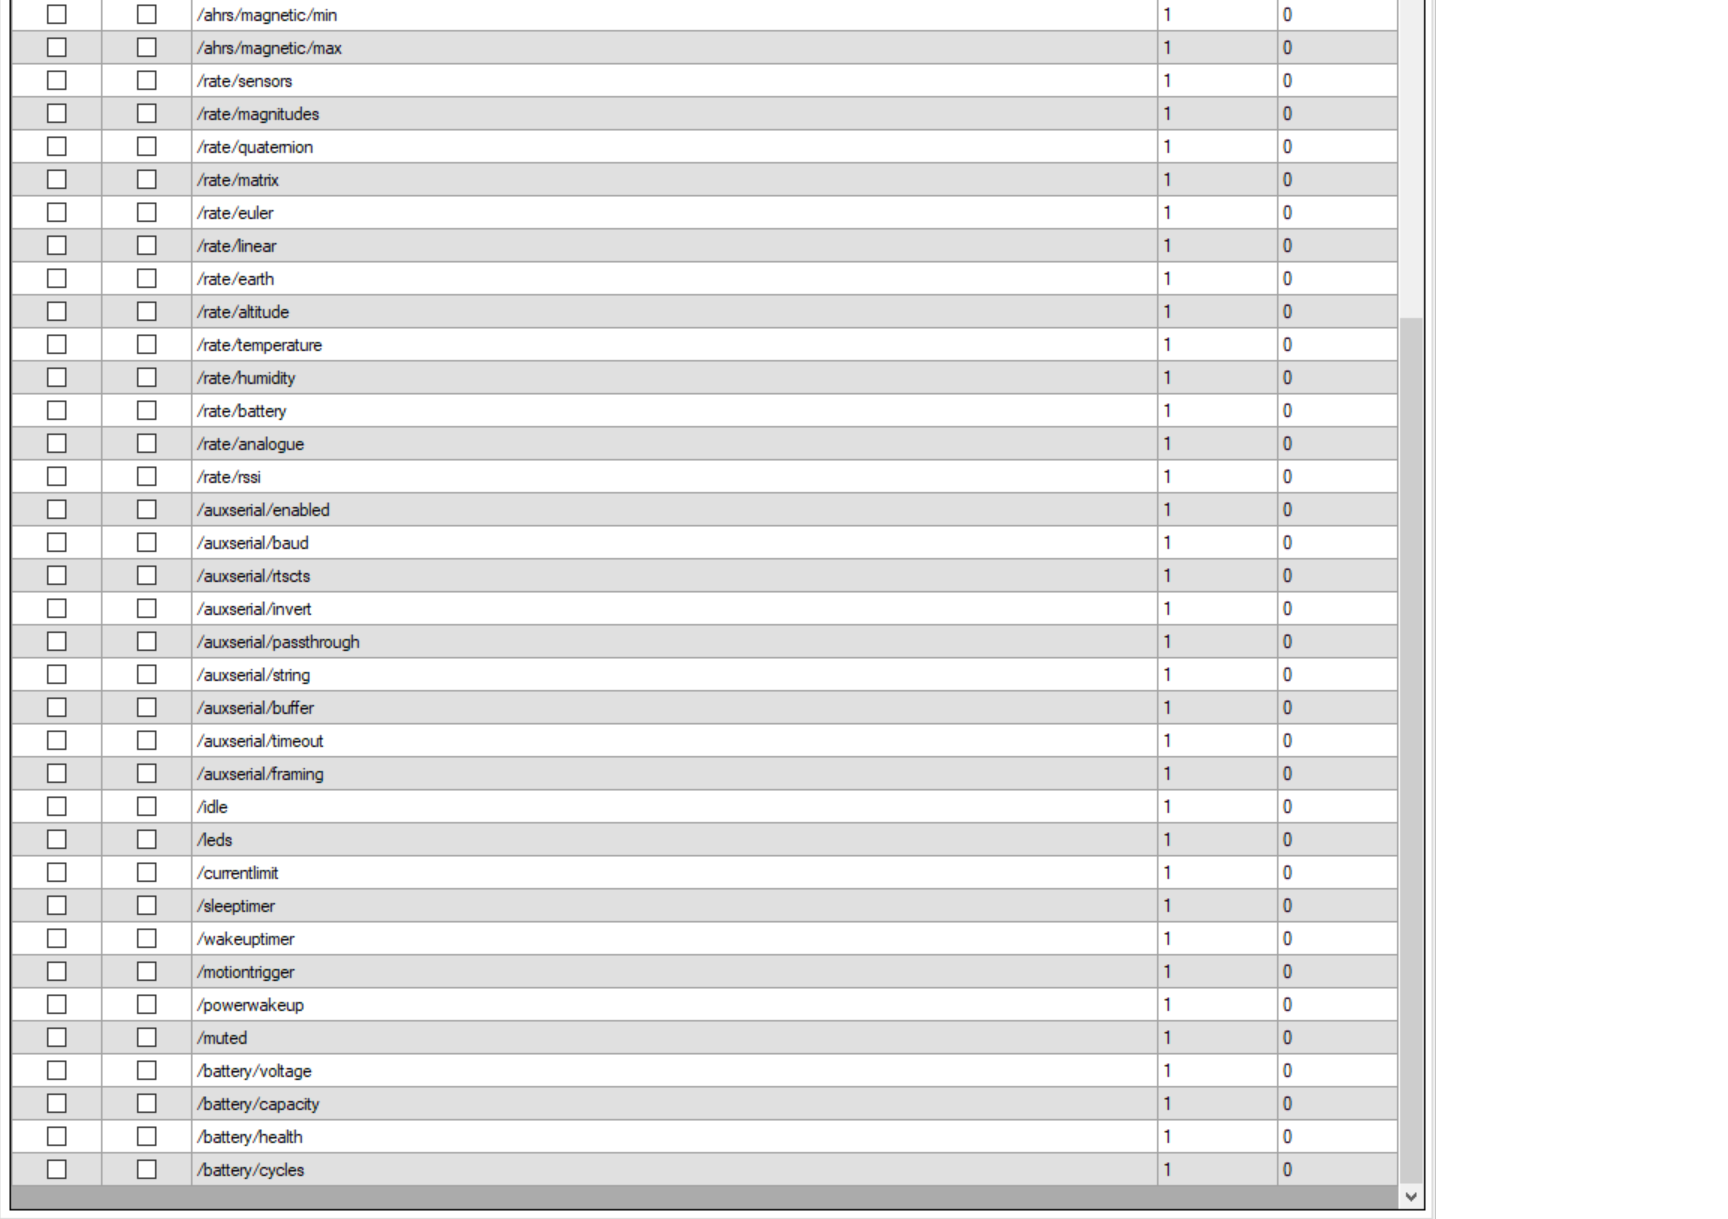 /ahrs/magnetic/min 1 0
/ahrs/magnetic/max 1 0
/rate/sensors 1 0
/rate/magnitudes 1 0
/rate/quaternion 1 0
/rate/matrix 1 0
/rate/euler 1 0
/rate/linear 1 0
/rate/earth 1 0
/rate/altitude 1 0
/rate/temperature 1 0
/rate/humidity 1 0
/rate/battery 1 0
/rate/analogue 1 0
/rate/rssi 1 0
/auxserial/enabled 1 0
/auxserial/baud 1 0
/auxserial/rtscts 1 0
/auxserial/invert 1 0
/auxserial/passthrough 1 0
/auxserial/string 1 0
/auxserial/buffer 1 0
/auxserial/timeout 1 0
/auxserial/framing 1 0
/idle 1 0
/leds 1 0
/currentlimit 1 0
/sleeptimer 1 0
/wakeuptimer 1 0
/motiontrigger 1 0
/powerwakeup 1 0
/muted 1 0
/battery/voltage 1 0
/battery/capacity 1 0
/battery/health 1 0
/battery/cycles 1 0